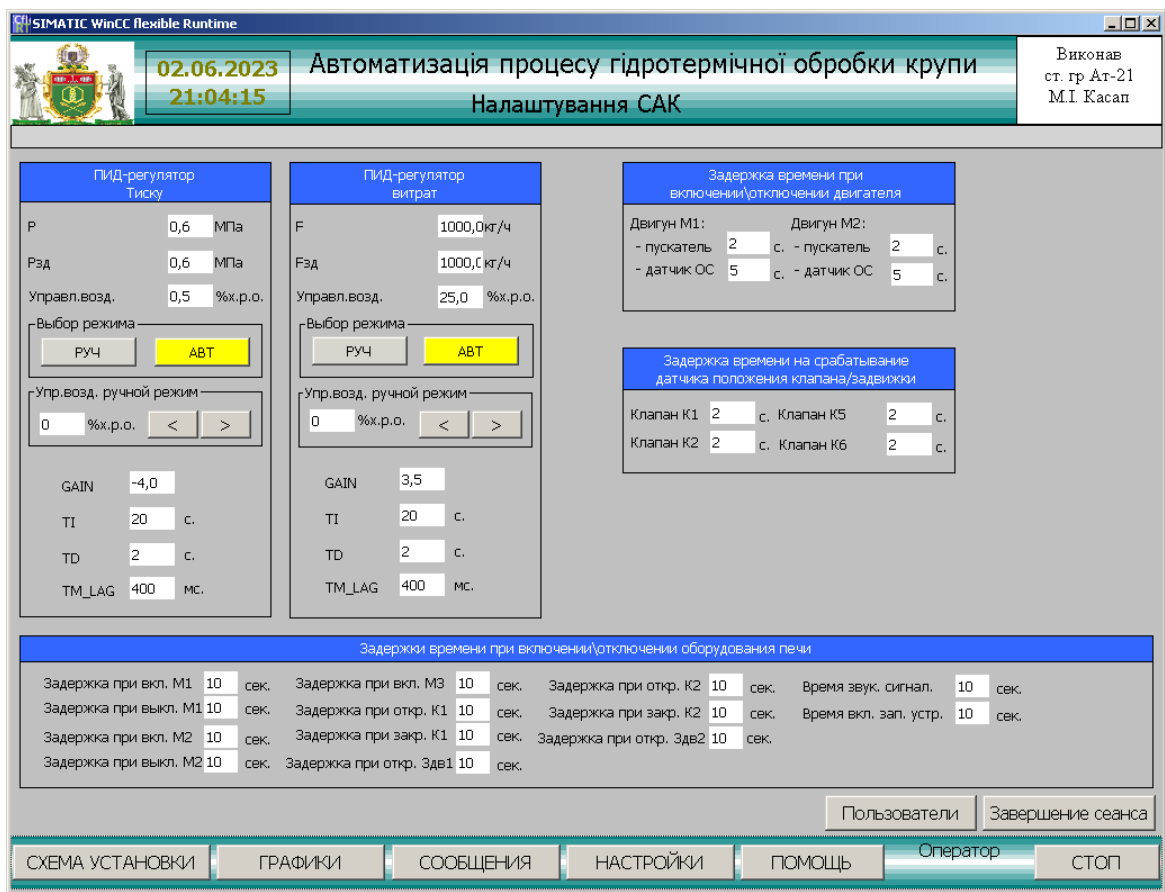 SIMATIC WinCC flexible Runtime
02.06.2023
21:04:15
Автоматизація процесу гідротермічної обробки крупи
Налаштування САК
Виконав
ст. гр Ат-21
М.І. Касап
ПИД-регулятор
Тиску
P 0,6 МПа
Pзд 0,6 МПа
Управл.возд. 0,5 %х.р.о.
Выбор режима
РУЧ АВТ
Упр.возд. ручной режим
0 %х.р.о. < >
GAIN -4,0
TI 20 с.
TD 2 с.
TM_LAG 400 мс.
ПИД-регулятор
витрат
F 1000,0 кг/ч
Fзд 1000,0 кг/ч
Управл.возд. 25,0 %х.р.о.
Выбор режима
РУЧ АВТ
Упр.возд. ручной режим
0 %х.р.о. < >
GAIN 3,5
TI 20 с.
TD 2 с.
TM_LAG 400 мс.
Задержка времени при
включении\отключении двигателя
Двигун М1: Двигун М2:
- пускатель 2 с. - пускатель 2 с.
- датчик ОС 5 с. - датчик ОС 5 с.
Задержка времени на срабатывание
датчика положения клапана/задвижки
Клапан К1 2 с. Клапан К5 2 с.
Клапан К2 2 с. Клапан К6 2 с.
Задержки времени при включении\отключении оборудования печи
Задержка при вкл. М1 10 сек. Задержка при вкл. М3 10 сек. Задержка при откр. К2 10 сек. Время звук. сигнал. 10 сек.
Задержка при выкл. М1 10 сек. Задержка при откр. К1 10 сек. Задержка при закр. К2 10 сек. Время вкл. зап. устр. 10 сек.
Задержка при вкл. М2 10 сек. Задержка при закр. К1 10 сек. Задержка при откр. Здв2 10 сек.
Задержка при выкл. М2 10 сек. Задержка при откр. Здв1 10 сек.
Пользователи Завершение сеанса
СХЕМА УСТАНОВКИ ГРАФИКИ СООБЩЕНИЯ НАСТРОЙКИ ПОМОЩЬ Оператор СТОП